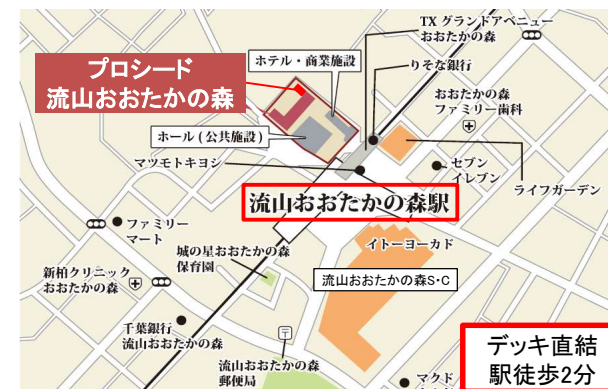 TX グランドアベニュー
おおたかの森
ホテル・商業施設
りそな銀行
プロシード
流山おおたかの森
おおたかの森
ファミリー歯科
ホール(公共施設)
マツモトキヨシ
セブン
イレブン
ライフガーデン
流山おおたかの森駅
ファミリー
マート
イトーヨーカド
城の星おおたかの森
保育園
新柏クリニック
おおたかの森
流山おおたかの森S・C
千葉銀行
流山おおたかの森
デッキ直結
駅徒歩2分
流山おおたかの森
郵便局
マクド